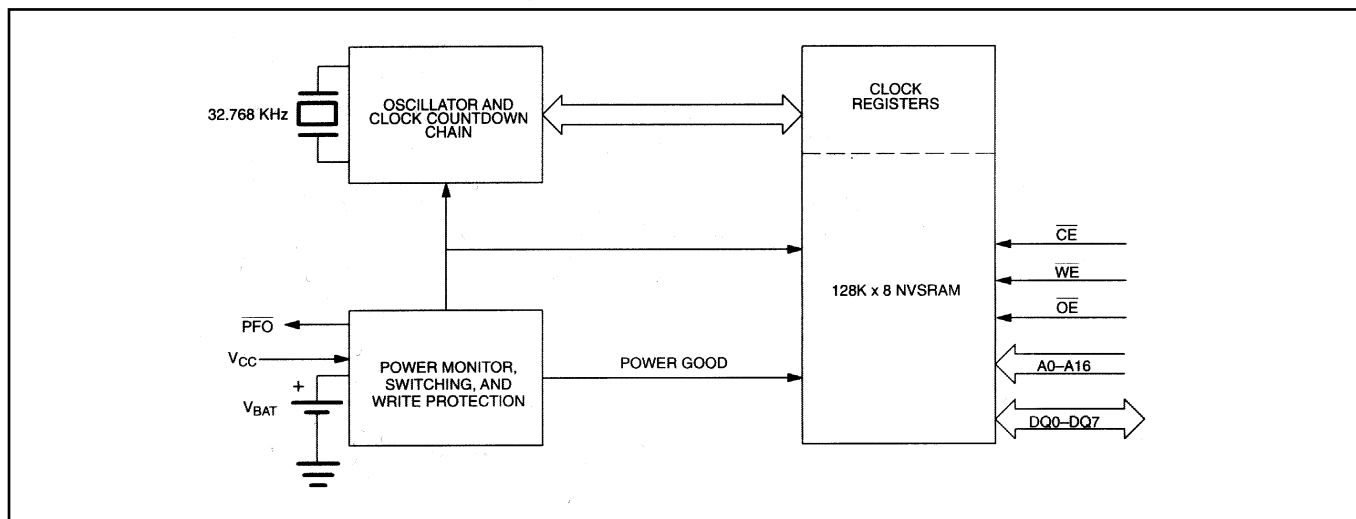 OSCILLATOR AND
CLOCK COUNTDOWN
CHAIN
32.768 KHz
CLOCK
REGISTERS
128K x 8 NVSRAM
CE
WE
OE
A0–A16
DQ0–DQ7
PFO
VCC
+
VBAT
POWER MONITOR,
SWITCHING, AND
WRITE PROTECTION
POWER GOOD